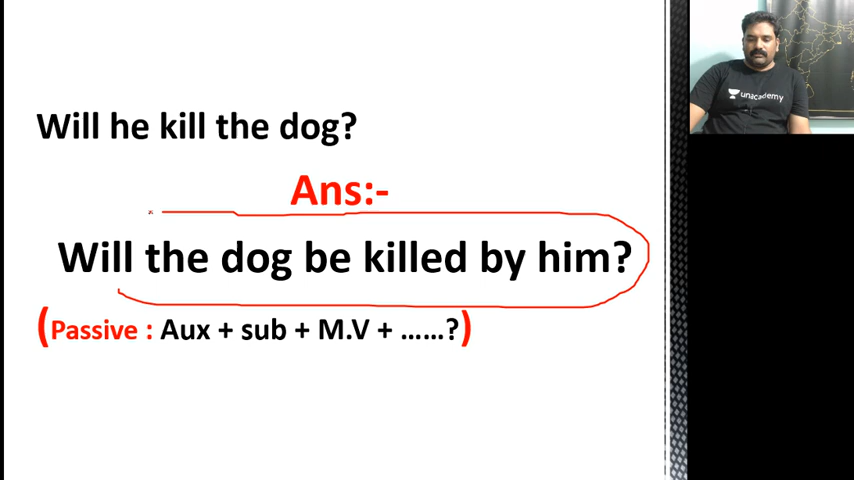 Will he kill the dog?
Ans:-
Will the dog be killed by him?
(Passive : Aux + sub + M.V + ......?)
unacademy